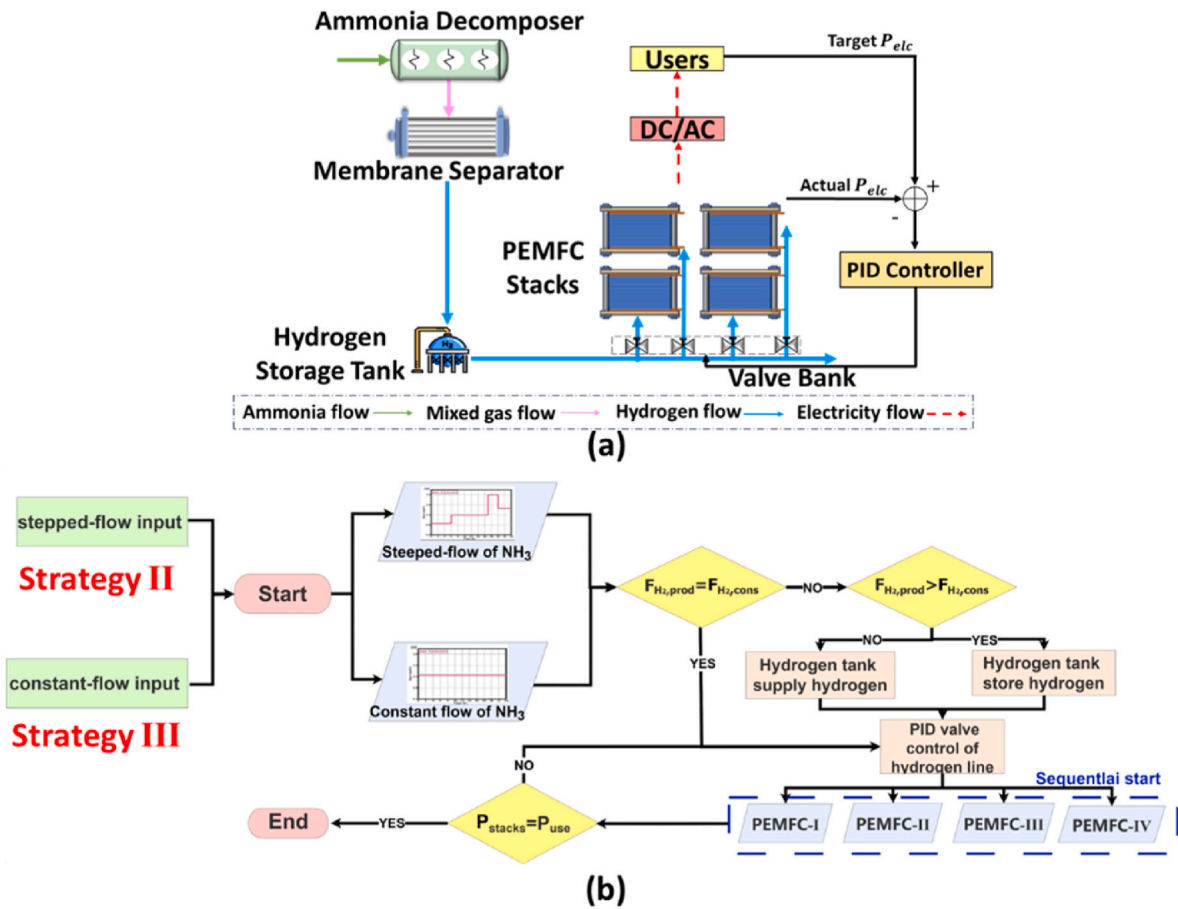 Ammonia Decomposer
Membrane Separator
Hydrogen
Storage Tank
H₂
PEMFC
Stacks
Users
DC/AC
Target P_elc
Actual P_elc
+
-
PID Controller
Valve Bank
Ammonia flow
Mixed gas flow
Hydrogen flow
Electricity flow
(a)
stepped-flow input
Strategy II
constant-flow input
Strategy III
Start
Steeped-flow of NH₃
Constant flow of NH₃
F_H₂,prod=F_H₂,cons
NO
F_H₂,prod>F_H₂,cons
YES
NO
YES
Hydrogen tank
supply hydrogen
Hydrogen tank
store hydrogen
PID valve
control of
hydrogen line
Sequentlai start
PEMFC-I
PEMFC-II
PEMFC-III
PEMFC-IV
NO
P_stacks=P_use
YES
End
(b)